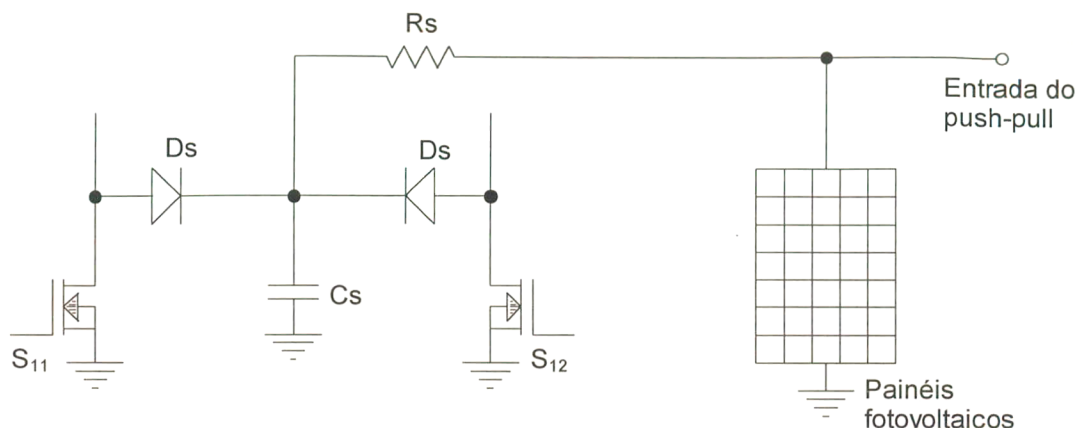 Rs
Entrada do
push-pull
Ds
Ds
Cs
S₁₁
S₁₂
Painéis
fotovoltaicos